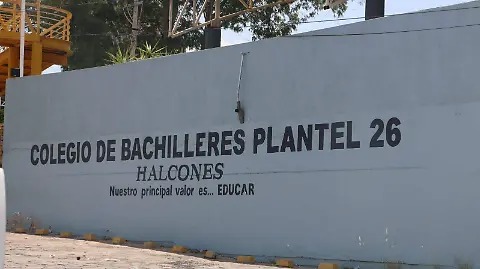 COLEGIO DE BACHILLERES PLANTEL 26
HALCONES
Nuestro principal valor es... EDUCAR